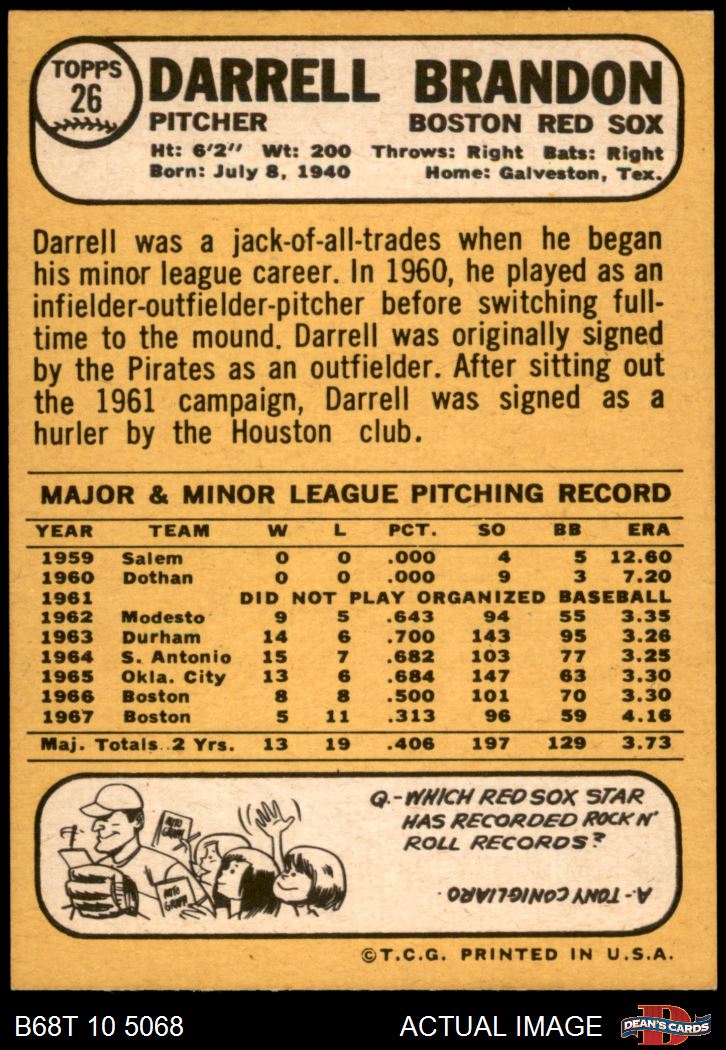 TOPPS
26
DARRELL BRANDON
PITCHER BOSTON RED SOX
Ht: 6'2" Wt: 200 Throws: Right Bats: Right
Born: July 8, 1940 Home: Galveston, Tex.
Darrell was a jack-of-all-trades when he began
his minor league career. In 1960, he played as an
infielder-outfielder-pitcher before switching full-
time to the mound. Darrell was originally signed
by the Pirates as an outfielder. After sitting out
the 1961 campaign, Darrell was signed as a
hurler by the Houston club.
MAJOR & MINOR LEAGUE PITCHING RECORD
YEAR TEAM W L PCT. SO BB ERA
1959 Salem 0 0 .000 4 5 12.60
1960 Dothan 0 0 .000 9 3 7.20
1961 DID NOT PLAY ORGANIZED BASEBALL
1962 Modesto 9 5 .643 94 55 3.35
1963 Durham 14 6 .700 143 95 3.26
1964 S. Antonio 15 7 .682 103 77 3.25
1965 Okla. City 13 6 .684 147 63 3.30
1966 Boston 8 8 .500 101 70 3.30
1967 Boston 5 11 .313 96 59 4.16
Maj. Totals 2 Yrs. 13 19 .406 197 129 3.73
Q.-WHICH RED SOX STAR
HAS RECORDED ROCK N'
ROLL RECORDS?
A.-TONY CONIGLIARO
©T.C.G. PRINTED IN U.S.A.
B68T 10 5068 ACTUAL IMAGE DEAN'S CARDS